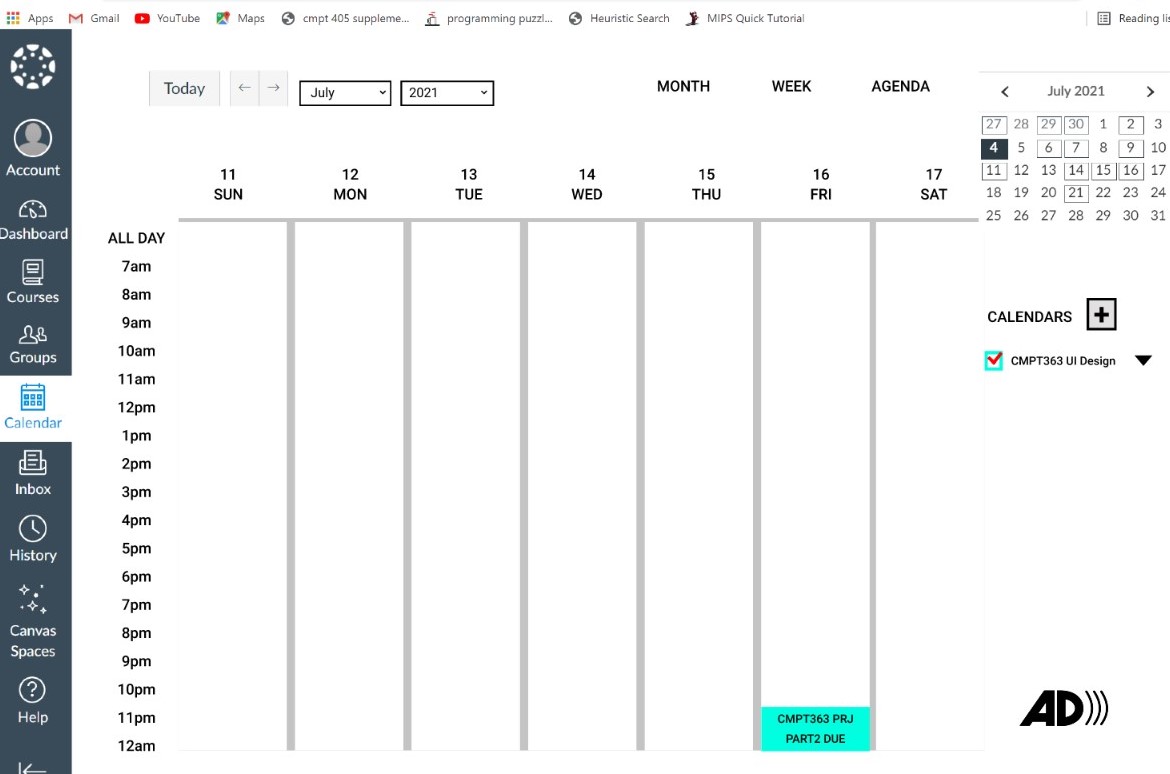 Apps Gmail YouTube Maps cmpt 405 suppleme... programming puzzl... Heuristic Search MIPS Quick Tutorial Reading lis
Today ← → July 2021 MONTH WEEK AGENDA
July 2021
27 28 29 30 1 2 3
4 5 6 7 8 9 10
11 12 13 14 15 16 17
18 19 20 21 22 23 24
25 26 27 28 29 30 31
Account
Dashboard
Courses
Groups
Calendar
Inbox
History
Canvas
Spaces
Help
11 12 13 14 15 16 17
SUN MON TUE WED THU FRI SAT
ALL DAY
7am
8am
9am
10am
11am
12pm
1pm
2pm
3pm
4pm
5pm
6pm
7pm
8pm
9pm
10pm
11pm
12am
CMPT363 PRJ
PART2 DUE
CALENDARS +
CMPT363 UI Design
AD)))